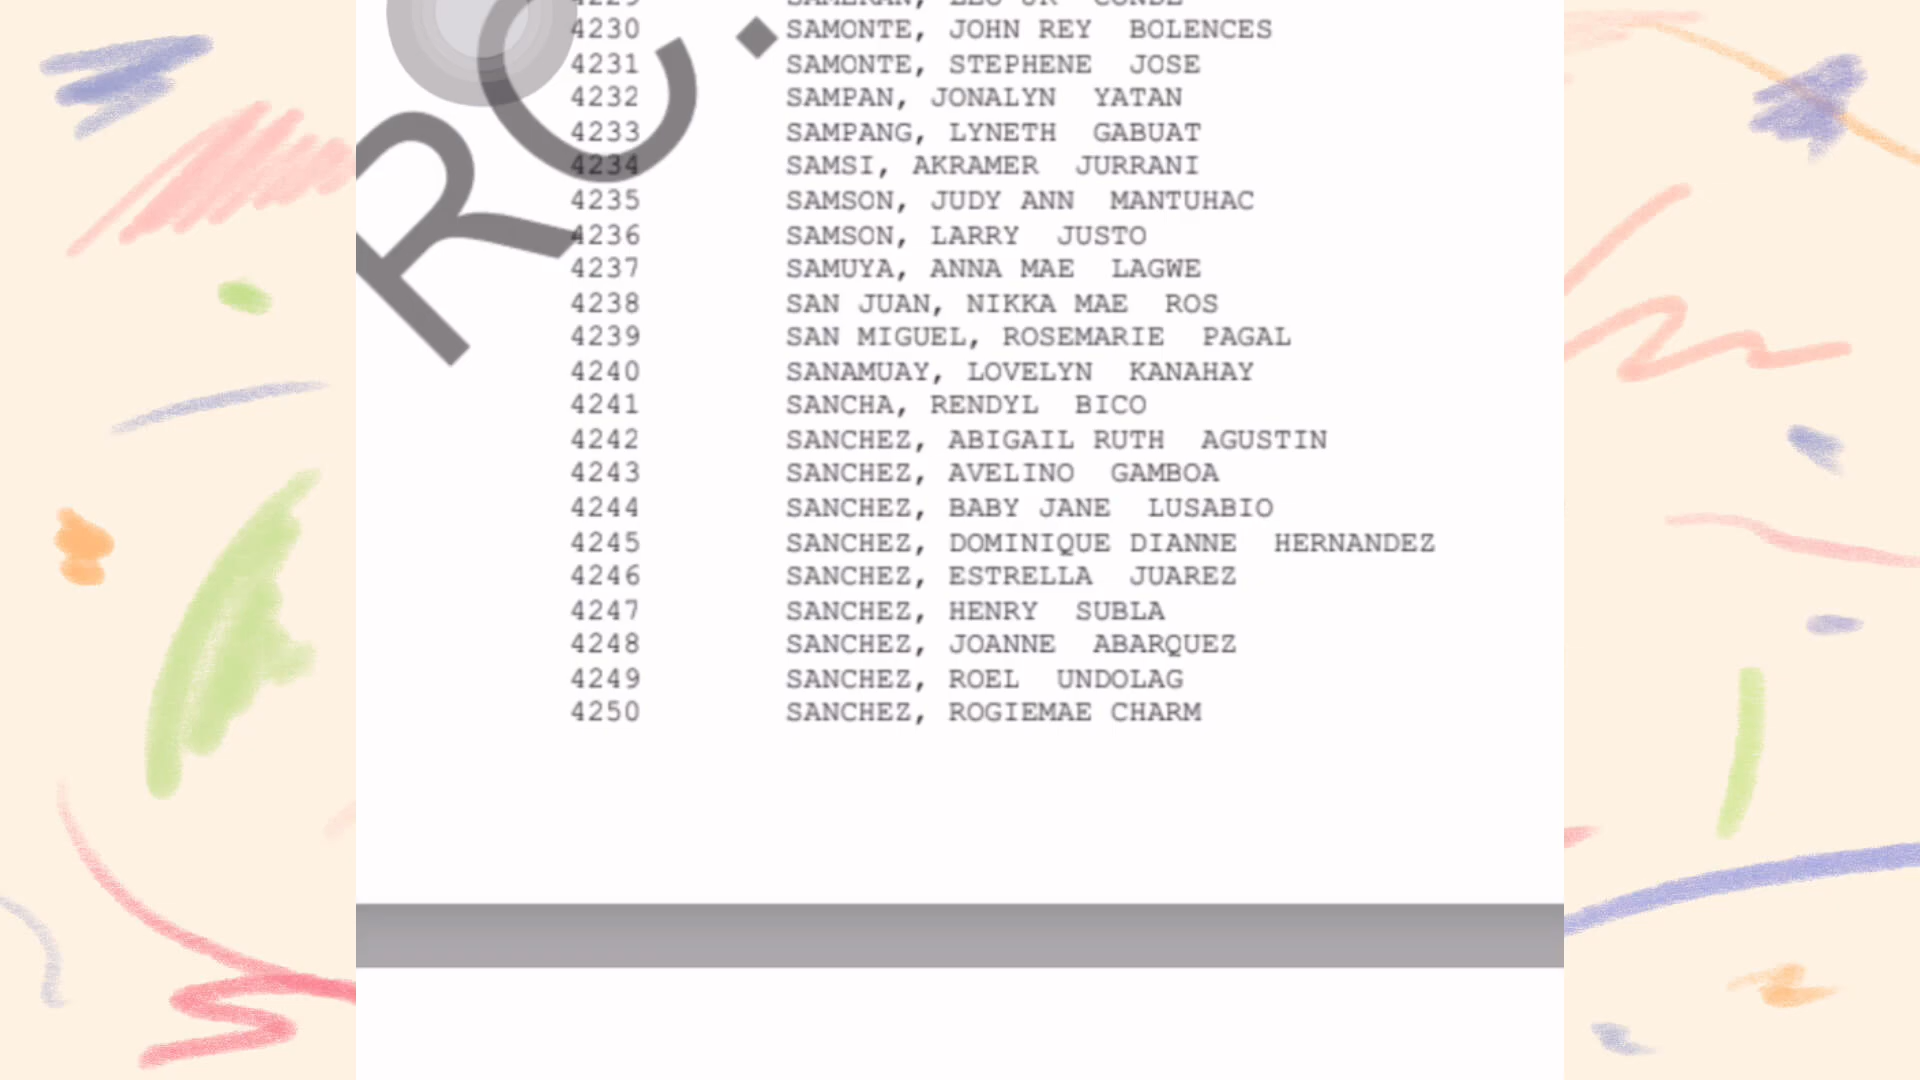 4230 SAMONTE, JOHN REY BOLENCES
4231 SAMONTE, STEPHENE JOSE
4232 SAMPAN, JONALYN YATAN
4233 SAMPANG, LYNETH GABUAT
4234 SAMSI, AKRAMER JURRANI
4235 SAMSON, JUDY ANN MANTUHAC
4236 SAMSON, LARRY JUSTO
4237 SAMUYA, ANNA MAE LAGWE
4238 SAN JUAN, NIKKA MAE ROS
4239 SAN MIGUEL, ROSEMARIE PAGAL
4240 SANAMUAY, LOVELYN KANAHAY
4241 SANCHA, RENDYL BICO
4242 SANCHEZ, ABIGAIL RUTH AGUSTIN
4243 SANCHEZ, AVELINO GAMBOA
4244 SANCHEZ, BABY JANE LUSABIO
4245 SANCHEZ, DOMINIQUE DIANNE HERNANDEZ
4246 SANCHEZ, ESTRELLA JUAREZ
4247 SANCHEZ, HENRY SUBLA
4248 SANCHEZ, JOANNE ABARQUEZ
4249 SANCHEZ, ROEL UNDOLAG
4250 SANCHEZ, ROGIEMAE CHARM
RC